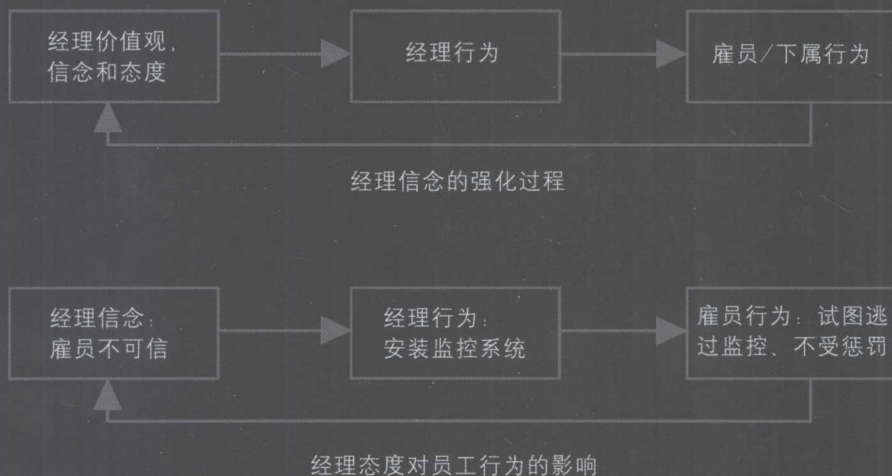 经理价值观,
信念和态度
经理行为
雇员/下属行为
经理信念的强化过程
经理信念:
雇员不可信
经理行为:
安装监控系统
雇员行为:试图逃
过监控、不受惩罚
经理态度对员工行为的影响